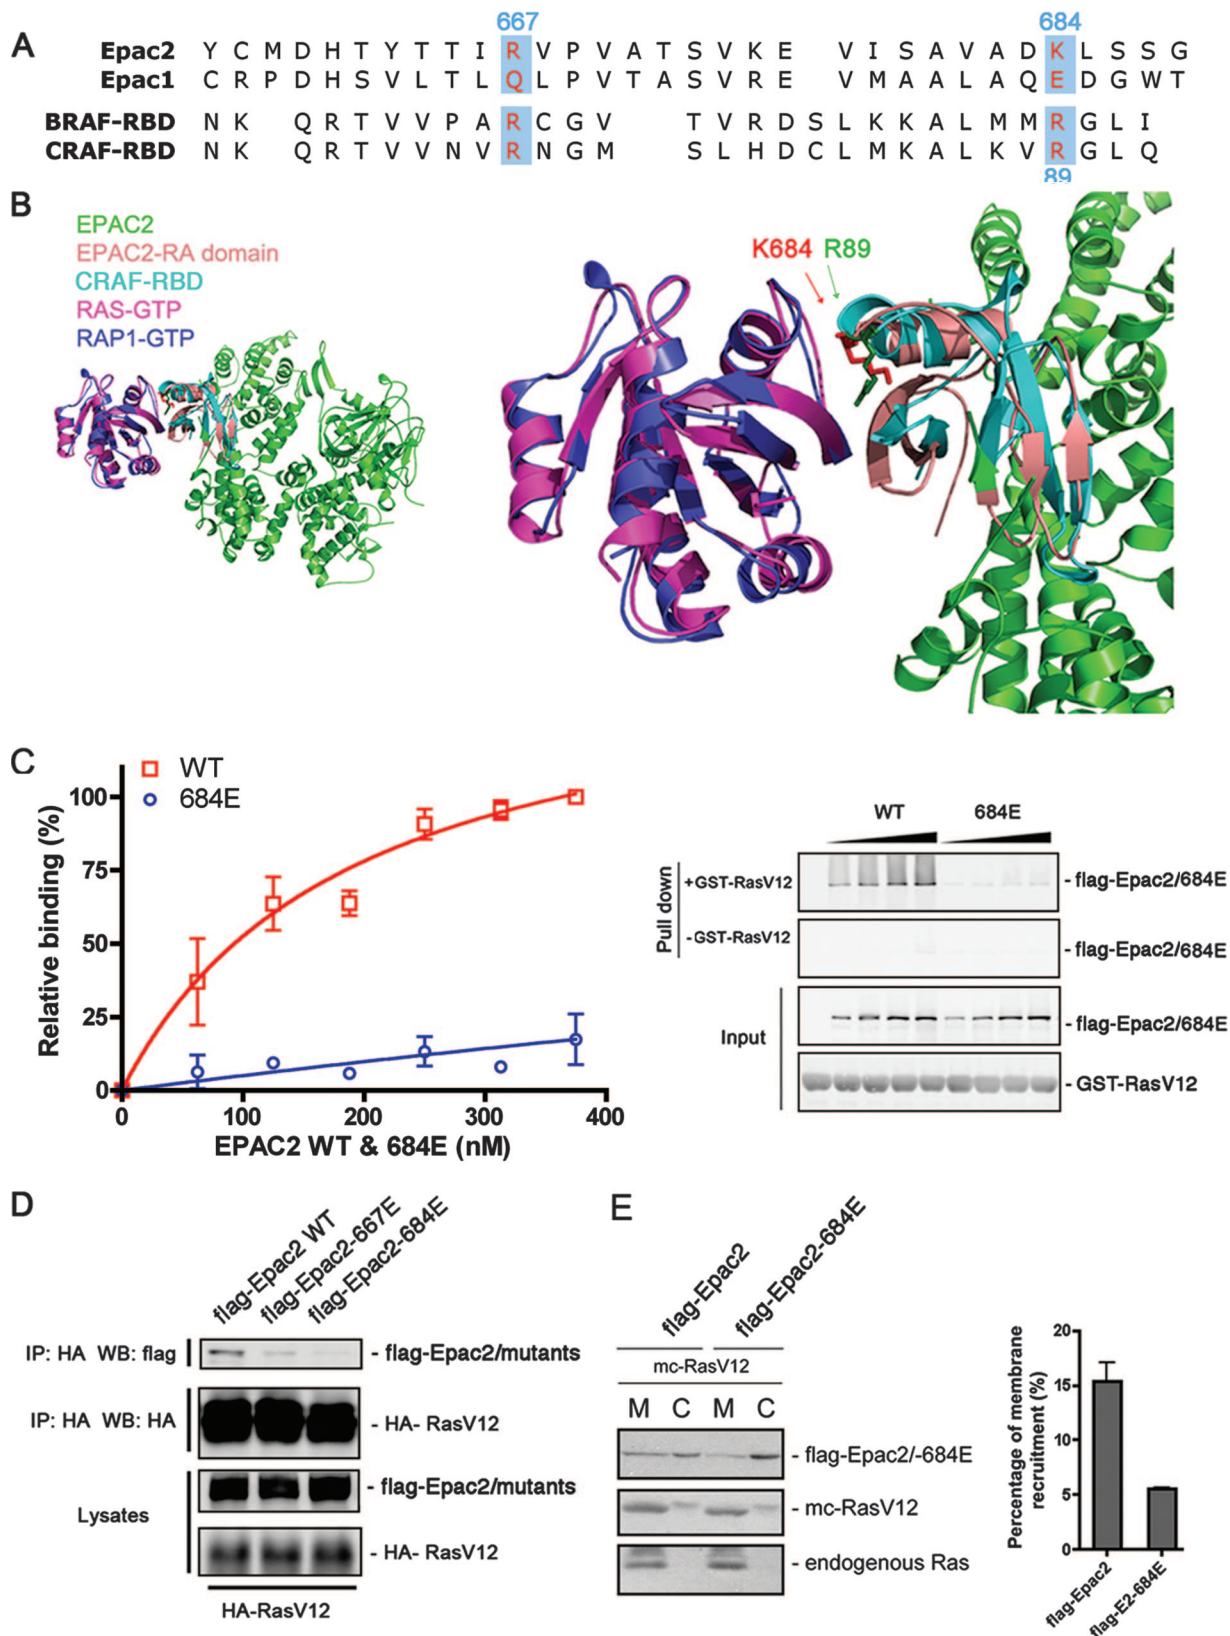 A
667
684
Epac2 Y C M D H T Y T T I R V P V A T S V K E V I S A V A D K L S S G
Epac1 C R P D H S V L T L Q L P V T A S V R E V M A A L A Q E D G W T
BRAF-RBD N K Q R T V V P A R C G V T V R D S L K K A L M M R G L I
CRAF-RBD N K Q R T V V N V R N G M S L H D C L M K A L K V R G L Q
89
B
EPAC2
EPAC2-RA domain
CRAF-RBD
RAS-GTP
RAP1-GTP
K684 R89
C
WT
684E
Relative binding (%)
100
75
50
25
0
0 100 200 300 400
EPAC2 WT & 684E (nM)
WT 684E
Pull down
+GST-RasV12
- flag-Epac2/684E
-GST-RasV12
- flag-Epac2/684E
Input
- flag-Epac2/684E
- GST-RasV12
D
flag-Epac2 WT
flag-Epac2-667E
flag-Epac2-684E
IP: HA WB: flag
- flag-Epac2/mutants
IP: HA WB: HA
- HA- RasV12
Lysates
- flag-Epac2/mutants
- HA- RasV12
HA-RasV12
E
flag-Epac2
flag-Epac2-684E
mc-RasV12
M C M C
- flag-Epac2/-684E
- mc-RasV12
- endogenous Ras
Percentage of membrane
recruitment (%)
20
15
10
5
0
flag-Epac2
flag-E2-684E